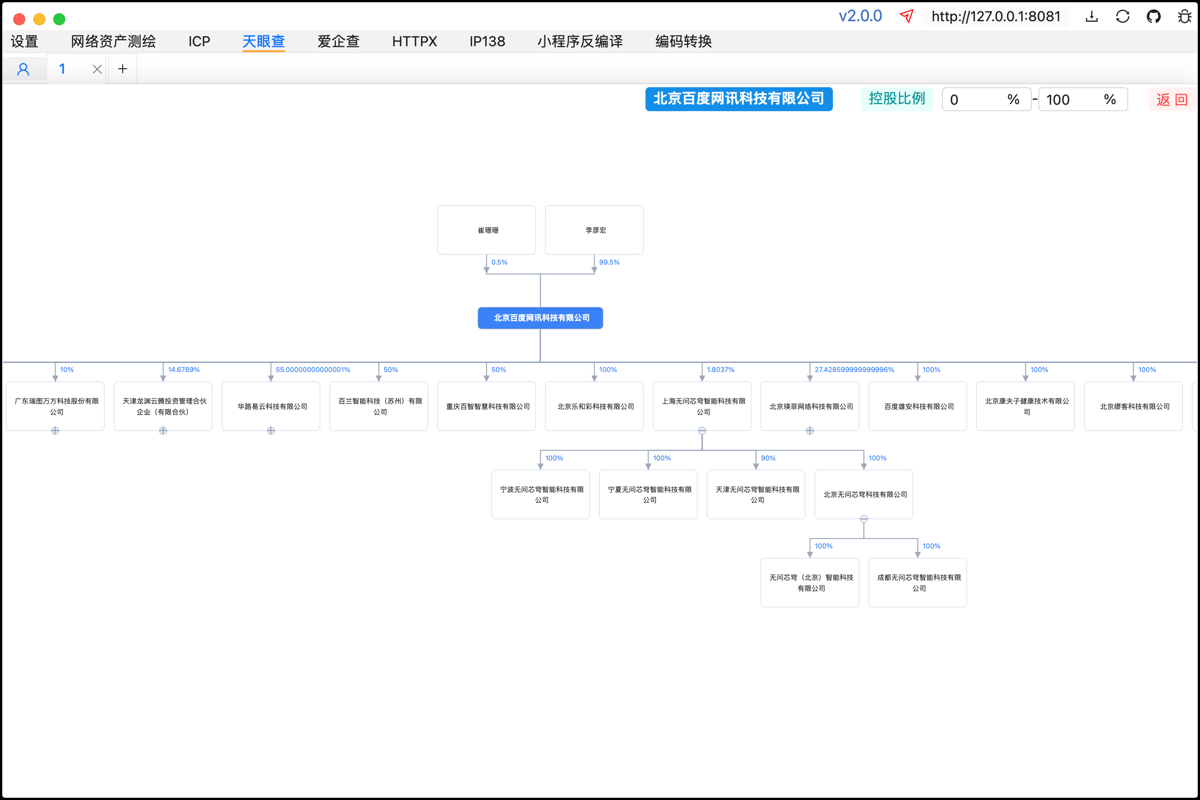 v2.0.0 http://127.0.0.1:8081
设置 网络资产测绘 ICP 天眼查 爱企查 HTTPX IP138 小程序反编译 编码转换
1
北京百度网讯科技有限公司 控股比例 0 % - 100 % 返 回
崔珊珊 李彦宏
0.5% 99.5%
北京百度网讯科技有限公司
10% 14.6789% 55.00000000000001% 50% 50% 100% 1.8037% 27.428599999999996% 100% 100% 100%
广东瑞图万方科技股份有限
公司
天津龙渊云腾投资管理合伙
企业（有限合伙）
华路易云科技有限公司
百兰智能科技（苏州）有限
公司
重庆百智智慧科技有限公司
北京乐和彩科技有限公司
上海无问芯穹智能科技有限
公司
北京瑛菲网络科技有限公司
百度雄安科技有限公司
北京康夫子健康技术有限公
司
北京缪客科技有限公司
100% 100% 90% 100%
宁波无问芯穹智能科技有限
公司
宁夏无问芯穹智能科技有限
公司
天津无问芯穹智能科技有限
公司
北京无问芯穹科技有限公司
100% 100%
无问芯穹（北京）智能科技
有限公司
成都无问芯穹智能科技有限
公司